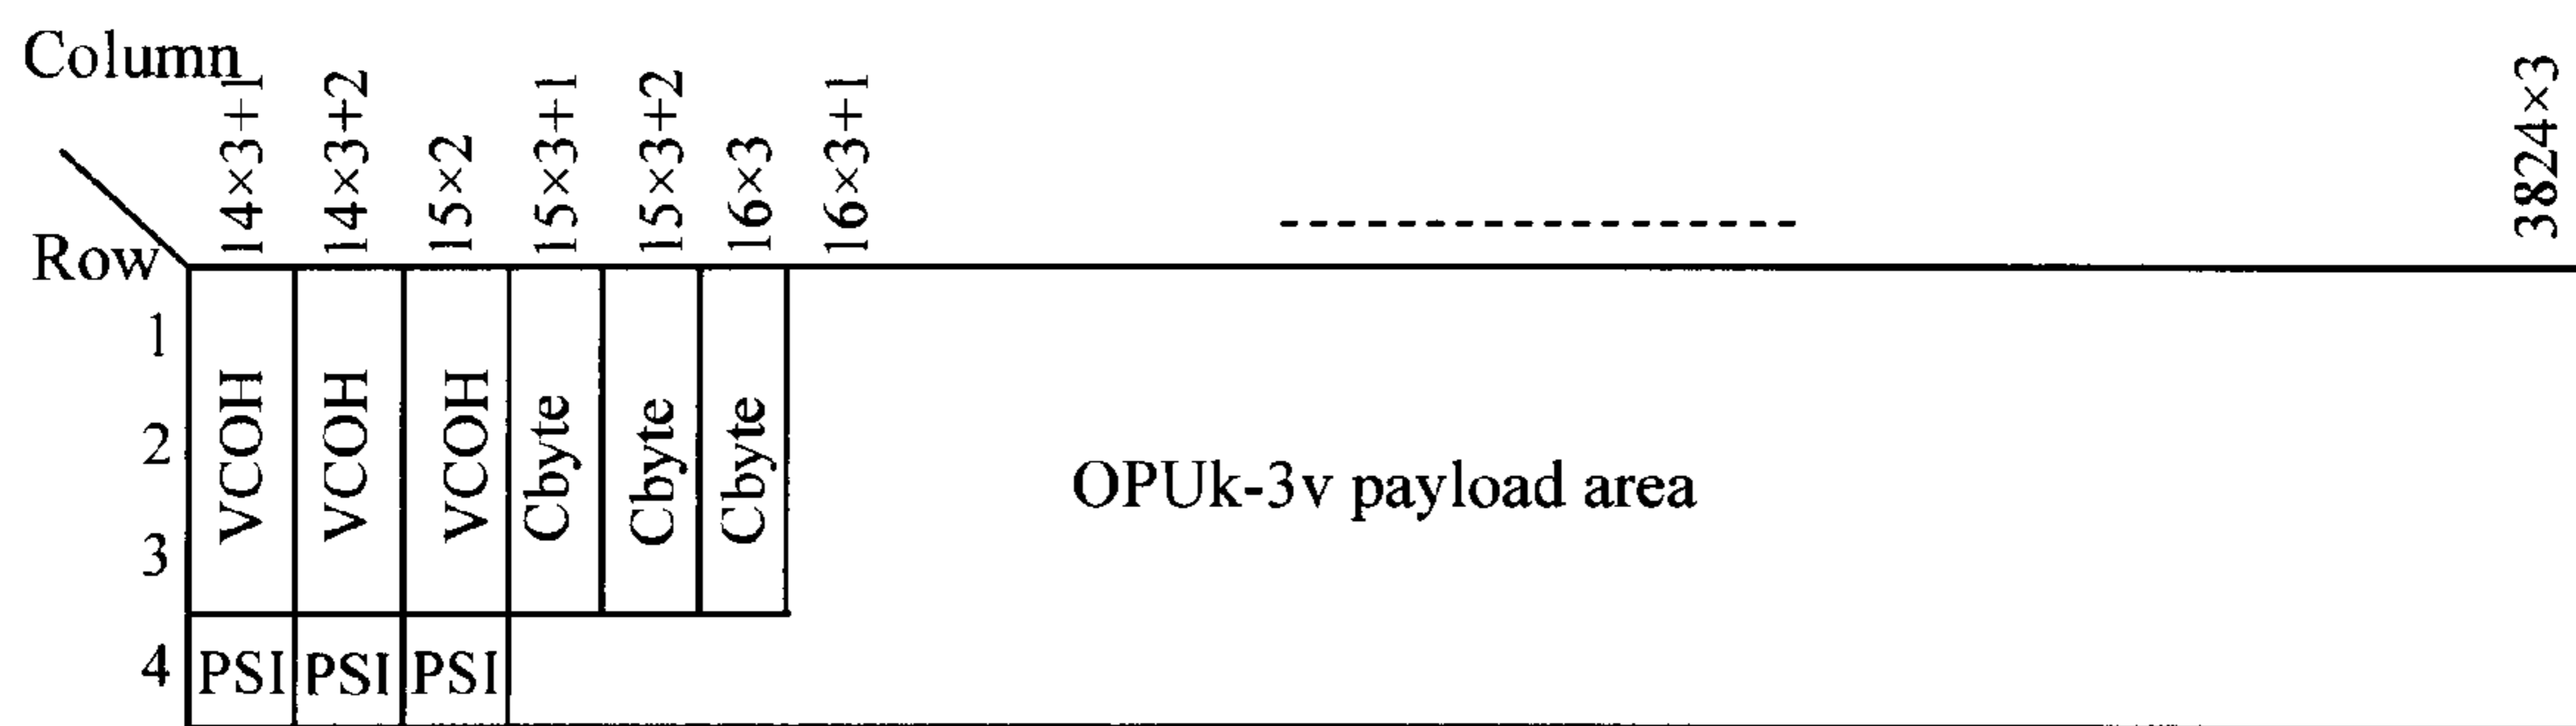 Column
14×3+1 14×3+2 15×2 15×3+1 15×3+2 16×3 16×3+1 3824×3
Row
1
VCOH VCOH VCOH Cbyte Cbyte Cbyte
2
OPUk-3v payload area
3
4 PSI PSI PSI